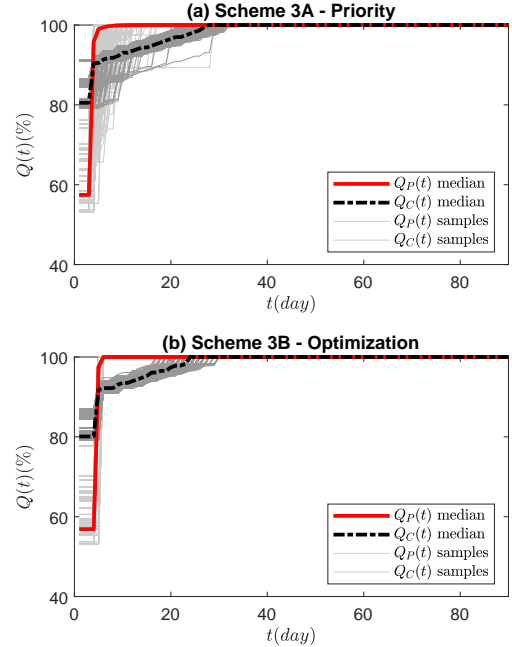 (a) Scheme 3A - Priority
100
80
60
40
Q(t)(%)
Q_P(t) median
Q_C(t) median
Q_P(t) samples
Q_C(t) samples
0 20 40 60 80
t(day)
(b) Scheme 3B - Optimization
100
80
60
40
Q(t)(%)
Q_P(t) median
Q_C(t) median
Q_P(t) samples
Q_C(t) samples
0 20 40 60 80
t(day)